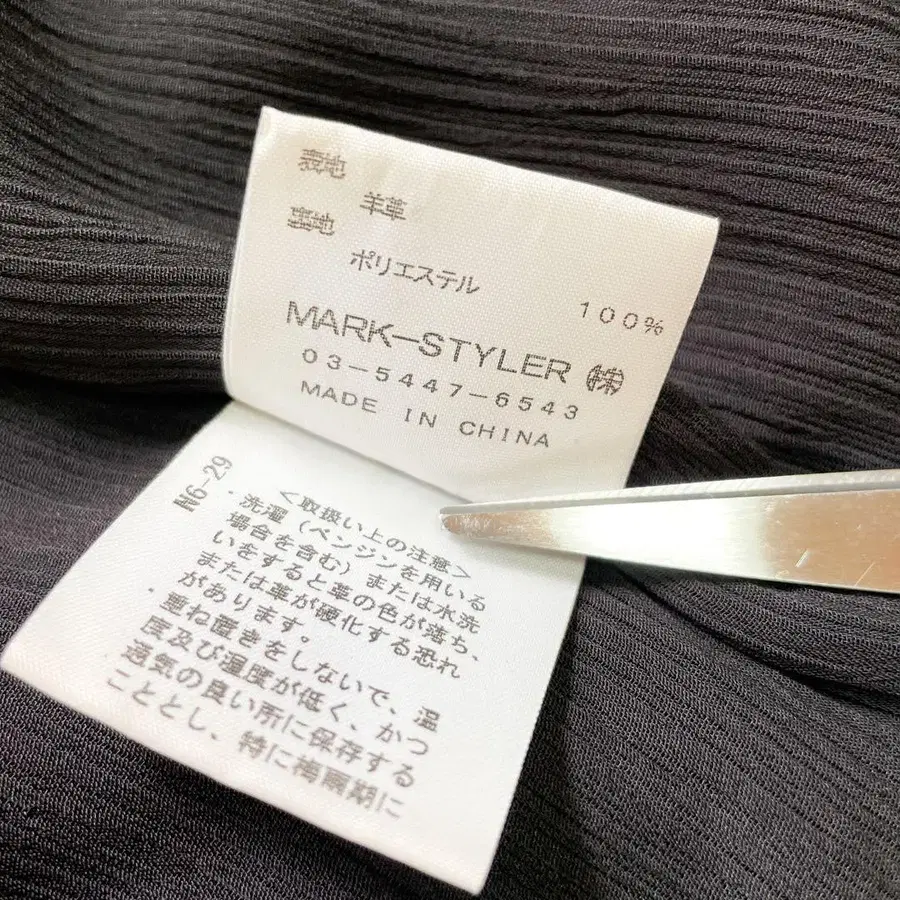 表地
羊革
裏地
ポリエステル 100%
MARK-STYLER ㈱
03-5447-6543
MADE IN CHINA
N6-29
<取扱い上の注意>
・洗濯(ベンジンを用いる
場合を含む)または水洗
いをすると革の色が落ち、
または革が硬化する恐れ
があります。
・重ね置きをしないで、温
度及び湿度が低く、かつ
通気の良い所に保存する
こととし、特に梅雨期に